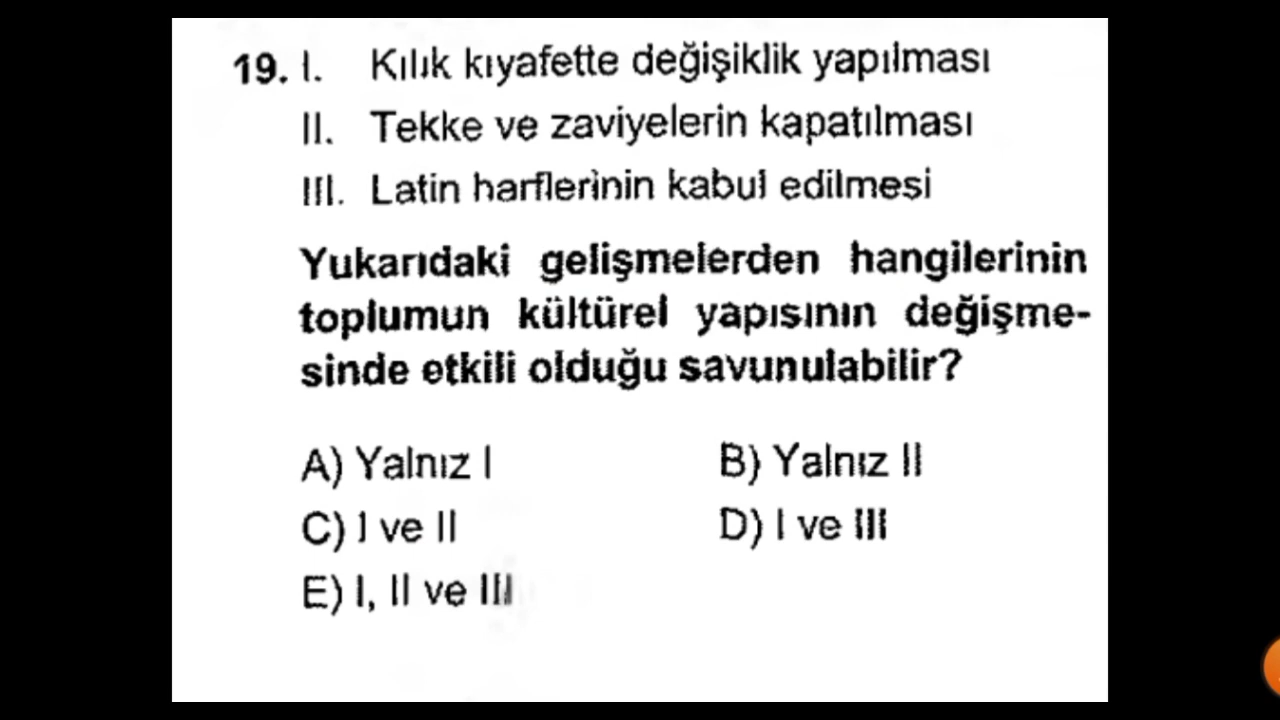 19. I. Kılık kıyafette değişiklik yapılması
II. Tekke ve zaviyelerin kapatılması
III. Latin harflerinin kabul edilmesi
Yukarıdaki gelişmelerden hangilerinin
toplumun kültürel yapısının değişme-
sinde etkili olduğu savunulabilir?
A) Yalnız I
B) Yalnız II
C) I ve II
D) I ve III
E) I, II ve III